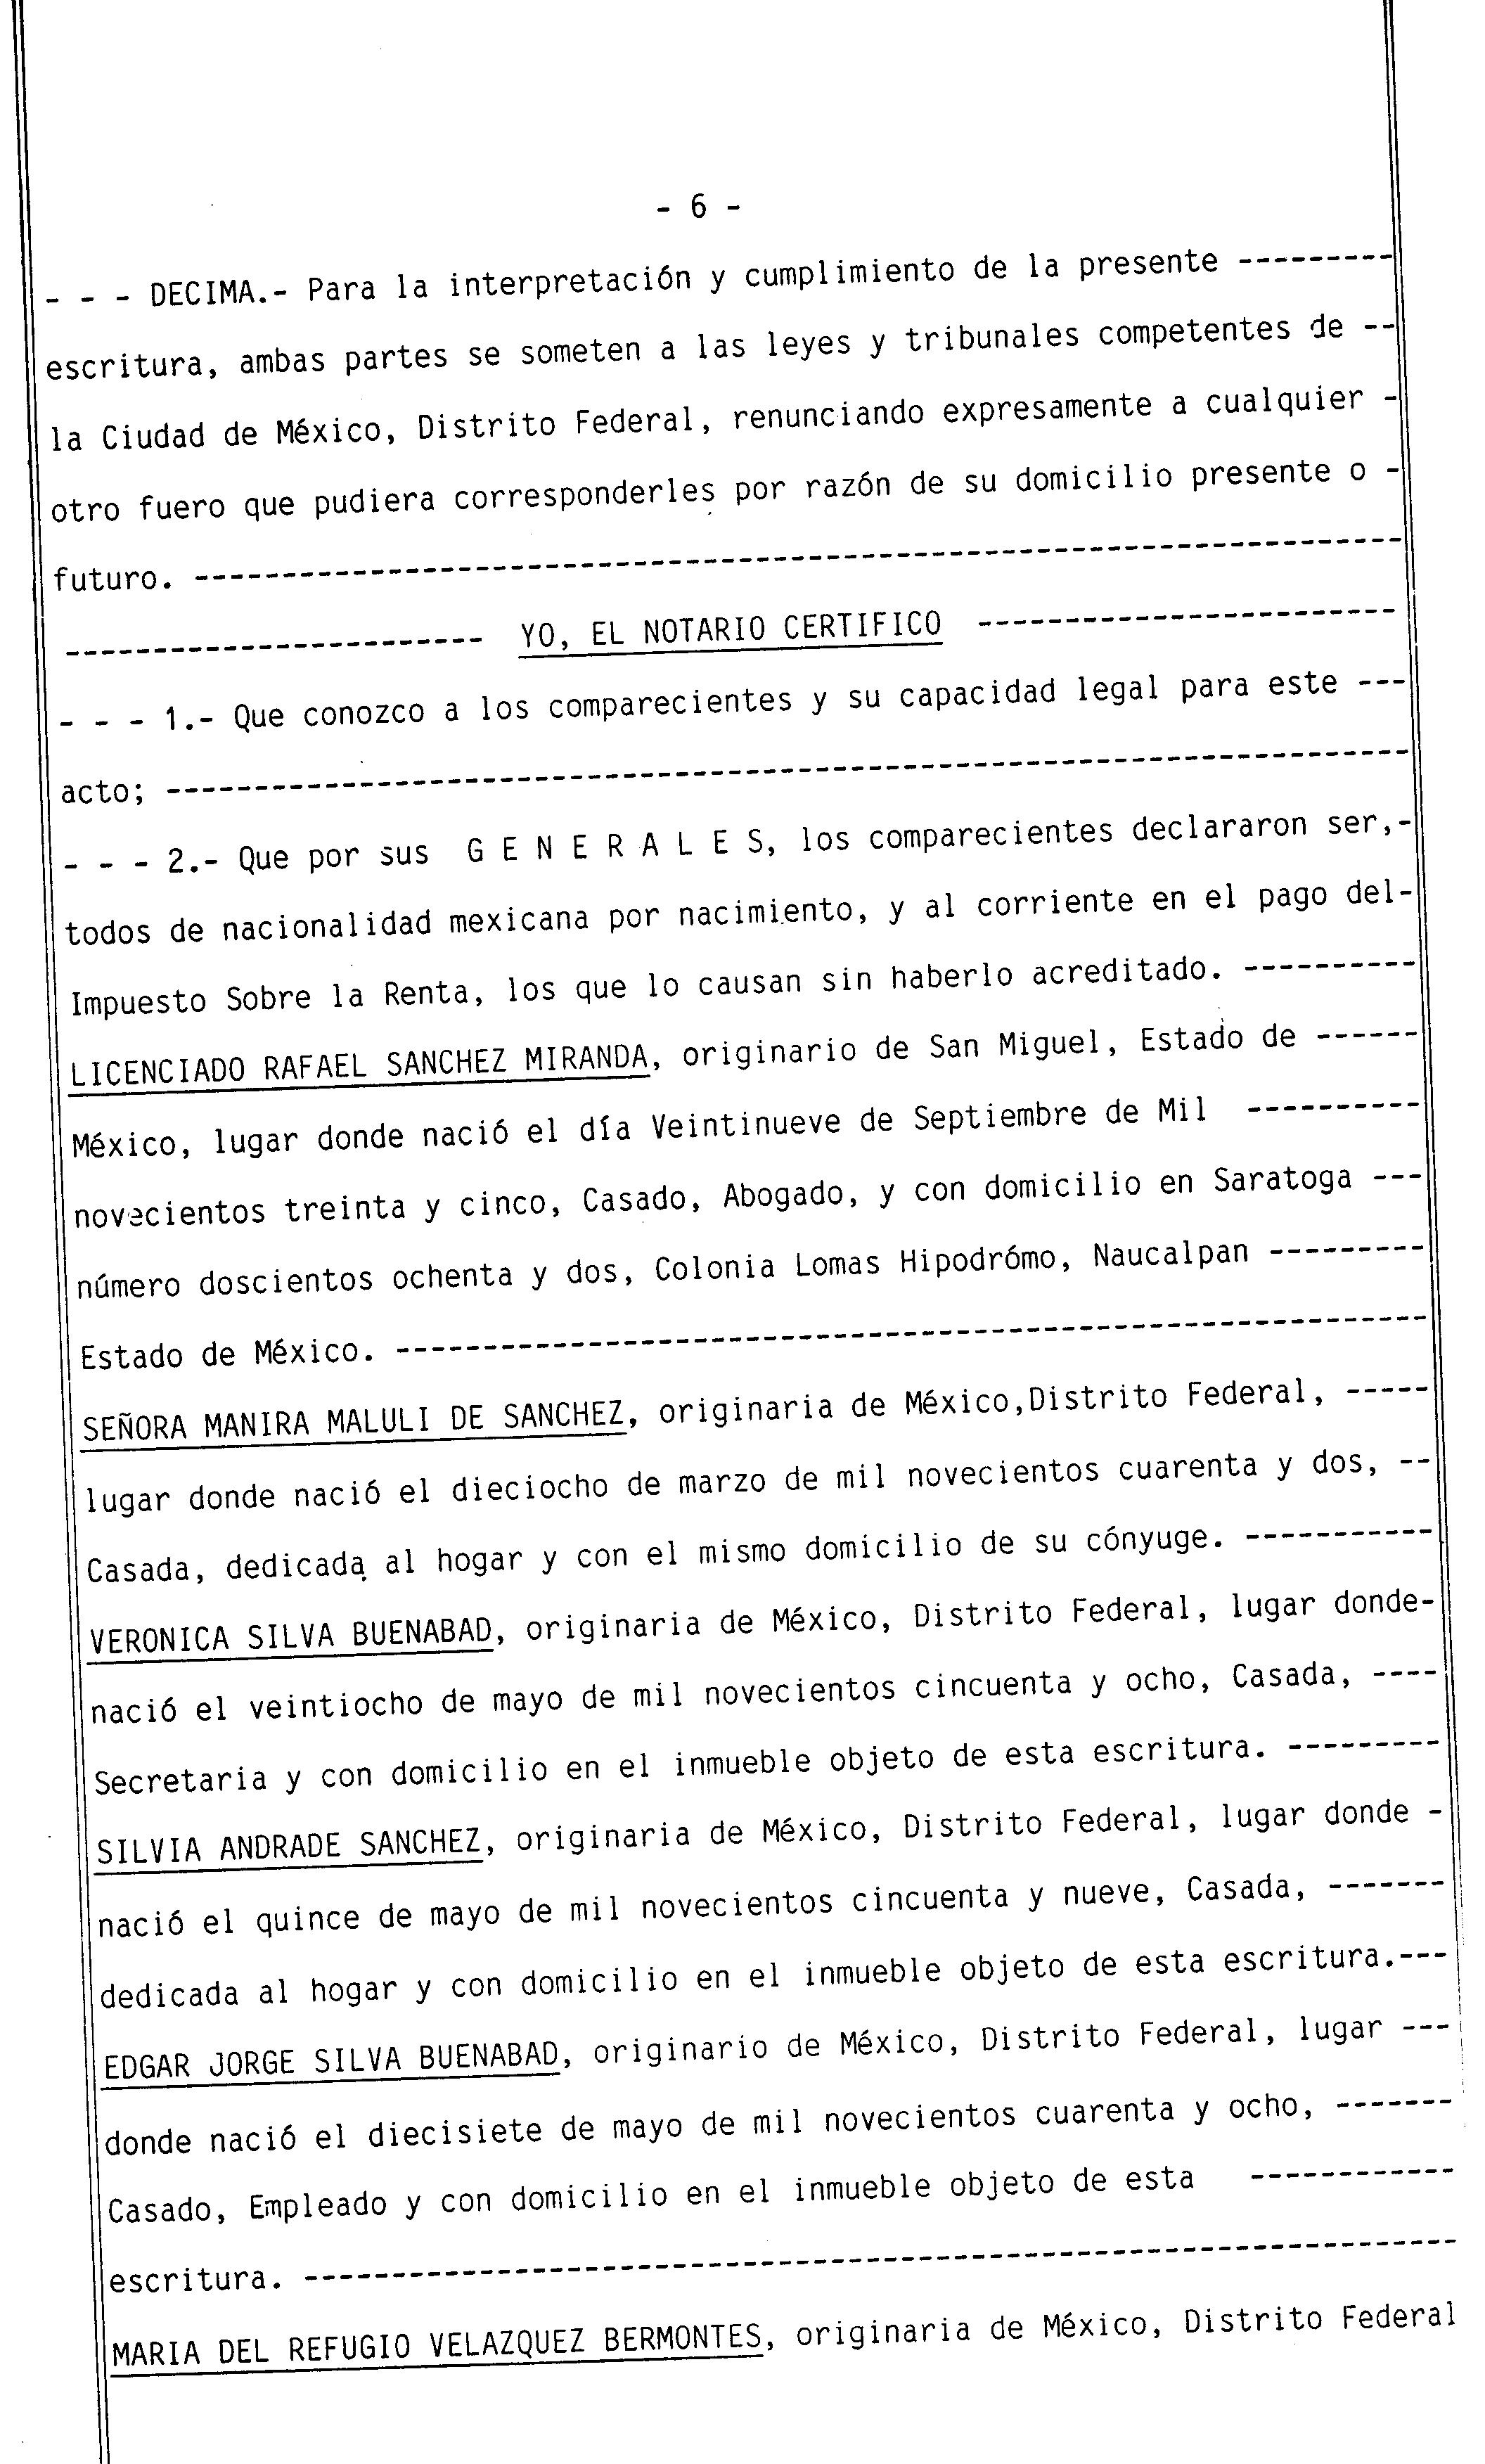 - 6 -
- - - DECIMA.- Para la interpretación y cumplimiento de la presente ---------
escritura, ambas partes se someten a las leyes y tribunales competentes de --
la Ciudad de México, Distrito Federal, renunciando expresamente a cualquier -
otro fuero que pudiera corresponderles por razón de su domicilio presente o -
futuro. ----------------------------------------------------------------------
------------------------ YO, EL NOTARIO CERTIFICO ------------------------
- - - 1.- Que conozco a los comparecientes y su capacidad legal para este ---
acto; -----------------------------------------------------------------------
- - - 2.- Que por sus G E N E R A L E S, los comparecientes declararon ser,-
todos de nacionalidad mexicana por nacimiento, y al corriente en el pago del-
Impuesto Sobre la Renta, los que lo causan sin haberlo acreditado. ----------
LICENCIADO RAFAEL SANCHEZ MIRANDA, originario de San Miguel, Estado de ------
México, lugar donde nació el día Veintinueve de Septiembre de Mil ----------
novecientos treinta y cinco, Casado, Abogado, y con domicilio en Saratoga ---
número doscientos ochenta y dos, Colonia Lomas Hipodrómo, Naucalpan ---------
Estado de México. -----------------------------------------------------------
SEÑORA MANIRA MALULI DE SANCHEZ, originaria de México,Distrito Federal, -----
lugar donde nació el dieciocho de marzo de mil novecientos cuarenta y dos, --
Casada, dedicada al hogar y con el mismo domicilio de su cónyuge. -----------
VERONICA SILVA BUENABAD, originaria de México, Distrito Federal, lugar donde-
nació el veintiocho de mayo de mil novecientos cincuenta y ocho, Casada, ----
Secretaria y con domicilio en el inmueble objeto de esta escritura. ---------
SILVIA ANDRADE SANCHEZ, originaria de México, Distrito Federal, lugar donde -
nació el quince de mayo de mil novecientos cincuenta y nueve, Casada, -------
dedicada al hogar y con domicilio en el inmueble objeto de esta escritura.---
EDGAR JORGE SILVA BUENABAD, originario de México, Distrito Federal, lugar ---
donde nació el diecisiete de mayo de mil novecientos cuarenta y ocho, -------
Casado, Empleado y con domicilio en el inmueble objeto de esta ------------
escritura. ------------------------------------------------------------------
MARIA DEL REFUGIO VELAZQUEZ BERMONTES, originaria de México, Distrito Federal